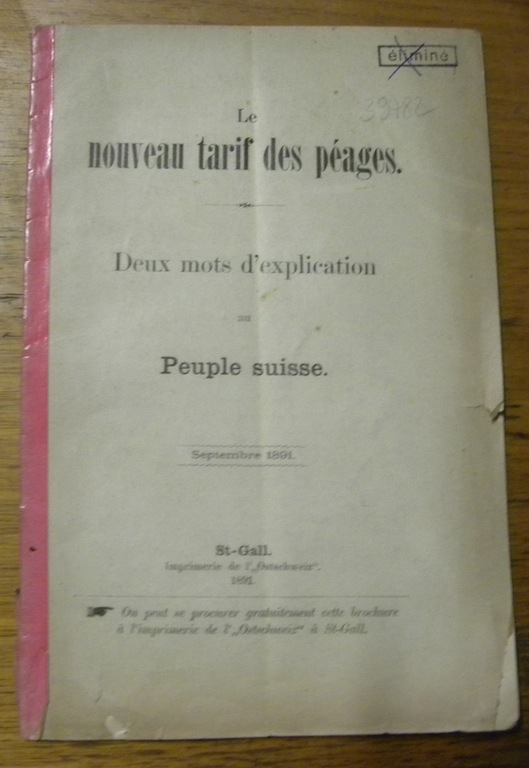 éliminé
39782
Le
nouveau tarif des péages.
Deux mots d'explication
au
Peuple suisse.
Septembre 1891.
St-Gall.
Imprimerie de l'„Ostschweiz“.
1891.
On peut se procurer gratuitement cette brochure
à l'imprimerie de l'„Ostschweiz“ à St-Gall.